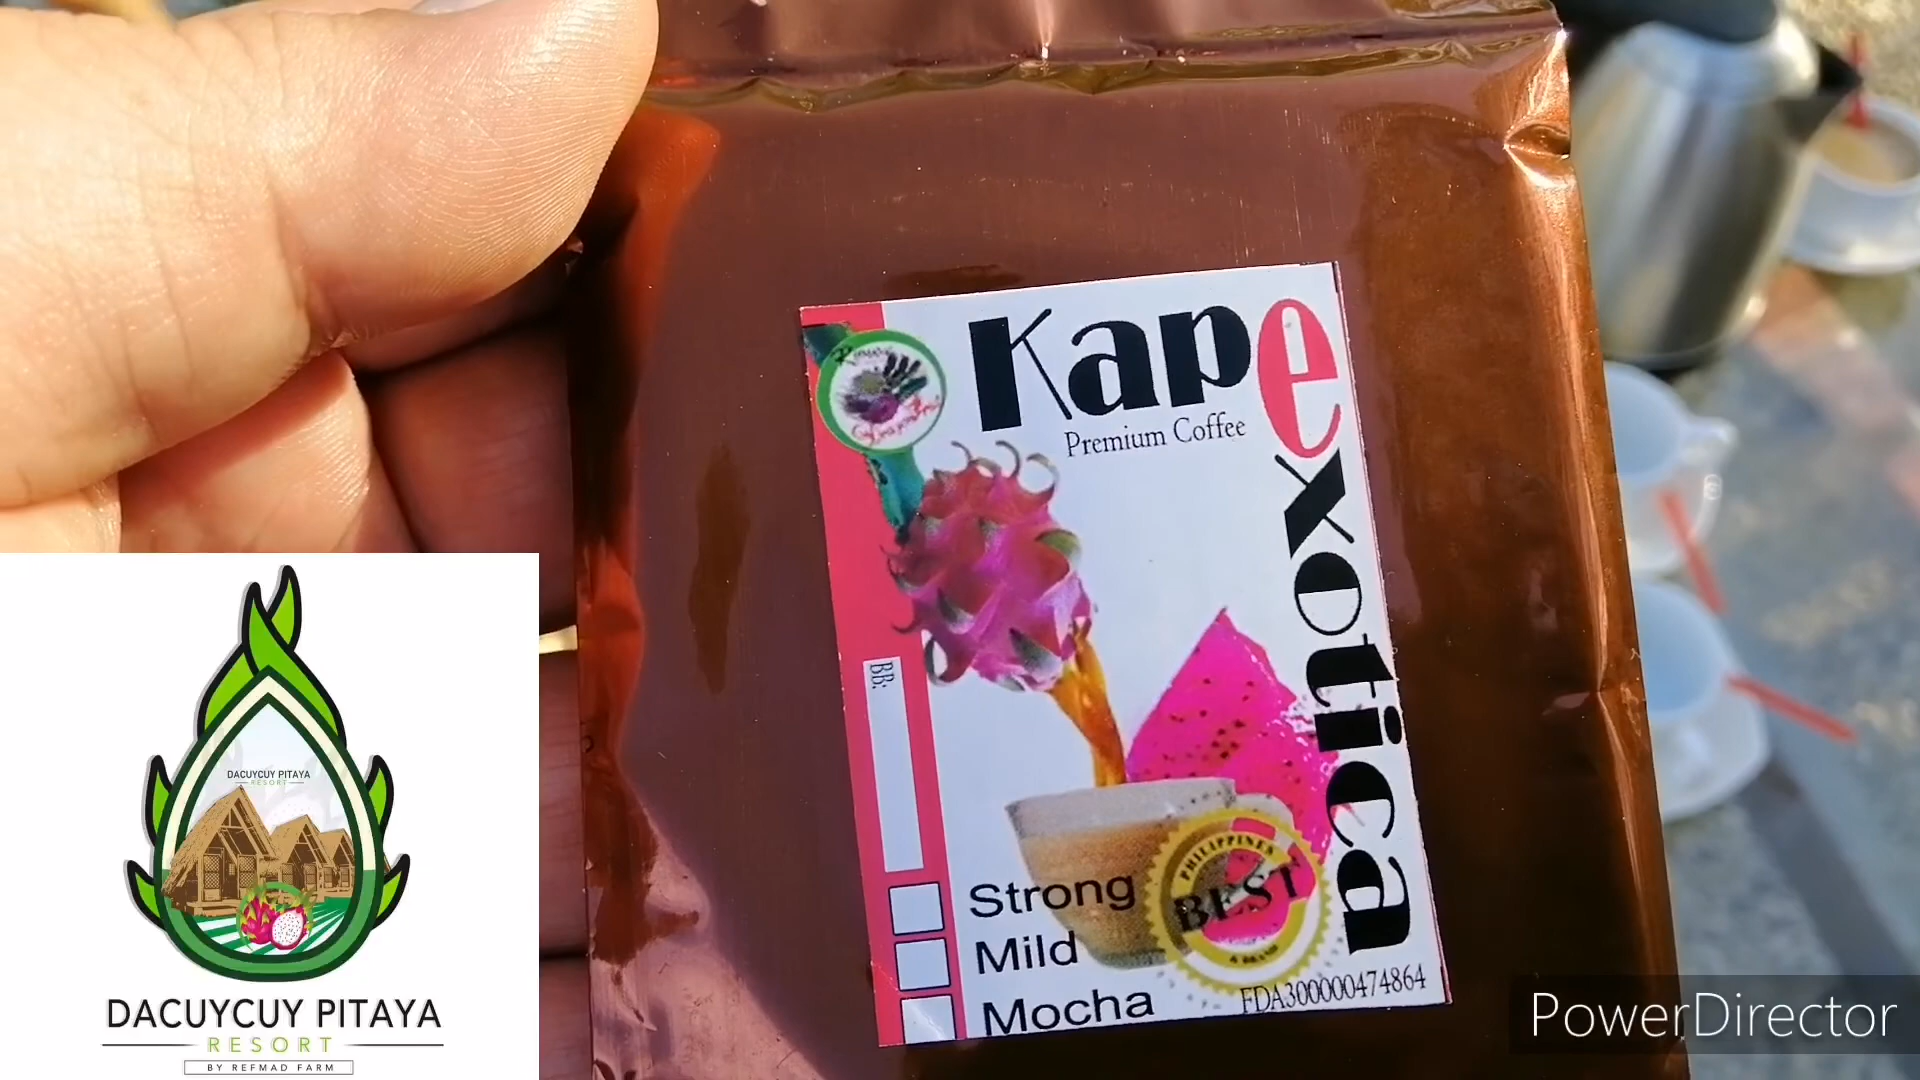 Kape
xotica
Premium Coffee
BB:
Strong
Mild
Mocha
PHILIPPINES
BEST
FDA300000474864
DACUYCUY PITAYA
RESORT
DACUYCUY PITAYA
RESORT
BY REFMAD FARM
PowerDirector